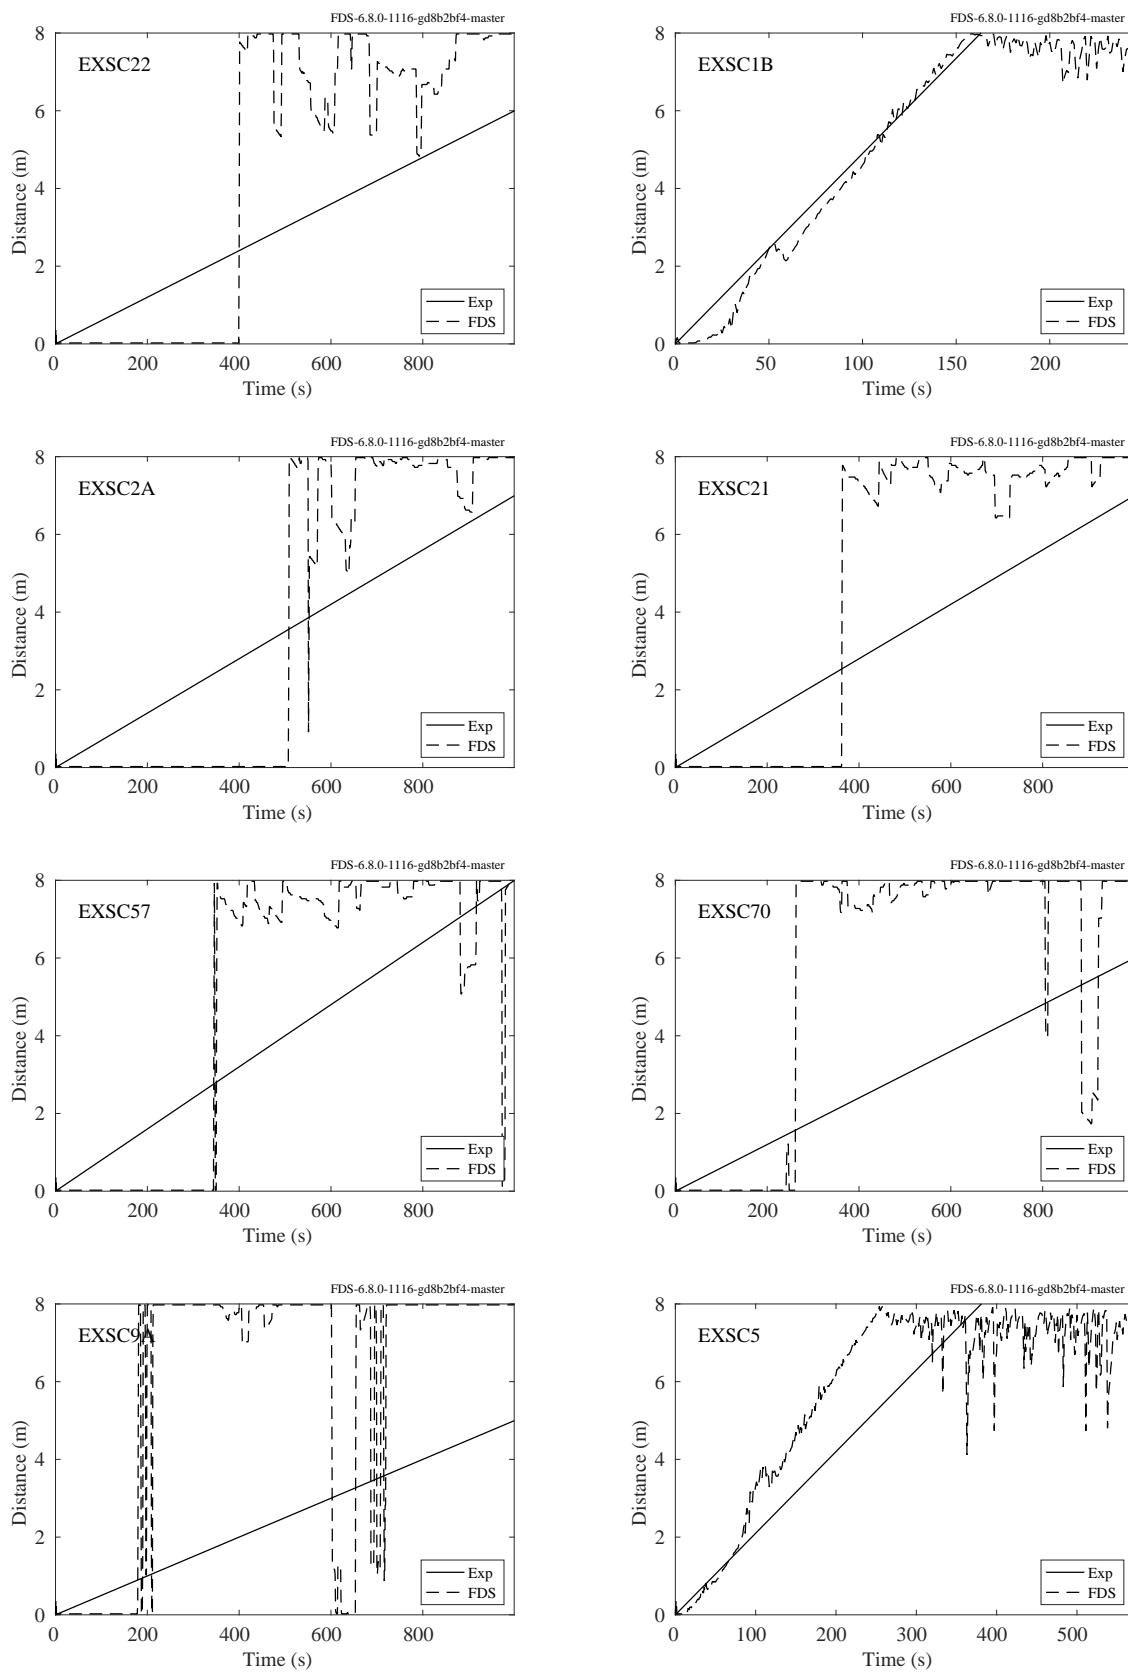 FDS-6.8.0-1116-gd8b2bf4-master
EXSC22
8
6
4
2
0
Distance (m)
Exp
FDS
0 200 400 600 800
Time (s)
FDS-6.8.0-1116-gd8b2bf4-master
EXSC1B
8
6
4
2
0
Distance (m)
Exp
FDS
0 50 100 150 200
Time (s)
FDS-6.8.0-1116-gd8b2bf4-master
EXSC2A
8
6
4
2
0
Distance (m)
Exp
FDS
0 200 400 600 800
Time (s)
FDS-6.8.0-1116-gd8b2bf4-master
EXSC21
8
6
4
2
0
Distance (m)
Exp
FDS
0 200 400 600 800
Time (s)
FDS-6.8.0-1116-gd8b2bf4-master
EXSC57
8
6
4
2
0
Distance (m)
Exp
FDS
0 200 400 600 800
Time (s)
FDS-6.8.0-1116-gd8b2bf4-master
EXSC70
8
6
4
2
0
Distance (m)
Exp
FDS
0 200 400 600 800
Time (s)
FDS-6.8.0-1116-gd8b2bf4-master
EXSC9A
8
6
4
2
0
Distance (m)
Exp
FDS
0 200 400 600 800
Time (s)
FDS-6.8.0-1116-gd8b2bf4-master
EXSC5
8
6
4
2
0
Distance (m)
Exp
FDS
0 100 200 300 400 500
Time (s)